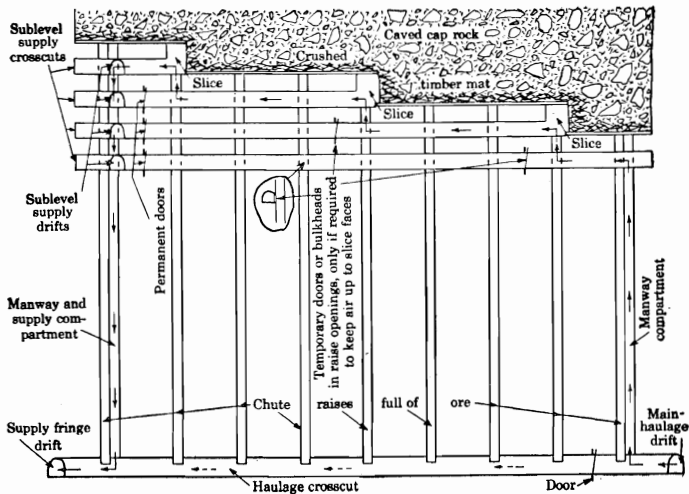 Sublevel
supply
crosscuts
Caved cap rock
Crushed
timber mat
Slice
Slice
Slice
Sublevel
supply
drifts
Permanent doors
D
Temporary doors or bulkheads
in raise openings, only if required
to keep air up to slice faces
Manway and
supply com-
partment
Manway
compartment
Chute
raises
full of
ore
Supply fringe
drift
Main-
haulage
drift
Haulage crosscut
Door